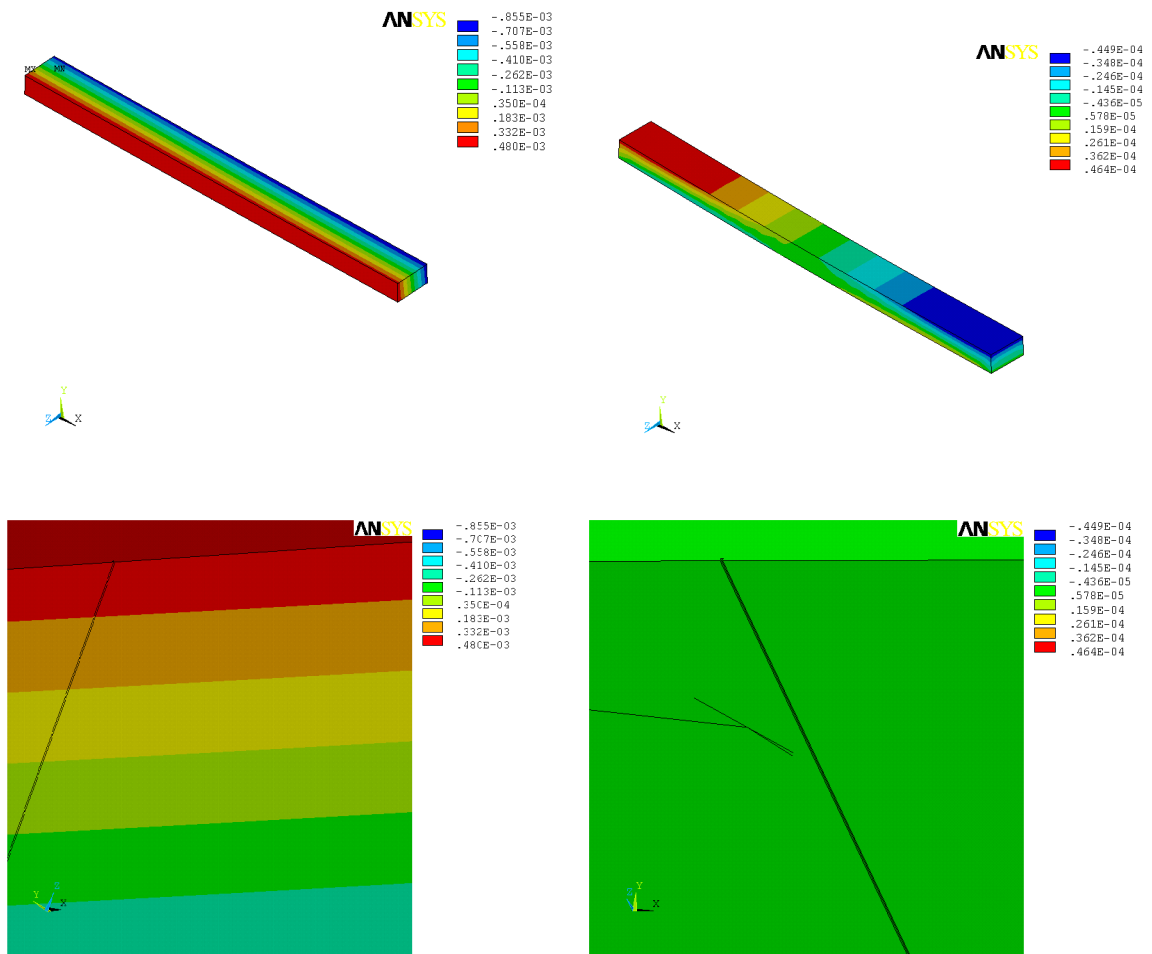 ANSYS
-.855E-03
-.707E-03
-.558E-03
-.410E-03
-.262E-03
-.113E-03
.350E-04
.183E-03
.332E-03
.480E-03
MX MN
Y
Z X
ANSYS
-.449E-04
-.348E-04
-.246E-04
-.145E-04
-.436E-05
.578E-05
.159E-04
.261E-04
.362E-04
.464E-04
Y
Z X
ANSYS
-.855E-03
-.707E-03
-.558E-03
-.410E-03
-.262E-03
-.113E-03
.350E-04
.183E-03
.332E-03
.480E-03
Z
Y X
ANSYS
-.449E-04
-.348E-04
-.246E-04
-.145E-04
-.436E-05
.578E-05
.159E-04
.261E-04
.362E-04
.464E-04
Z Y
X